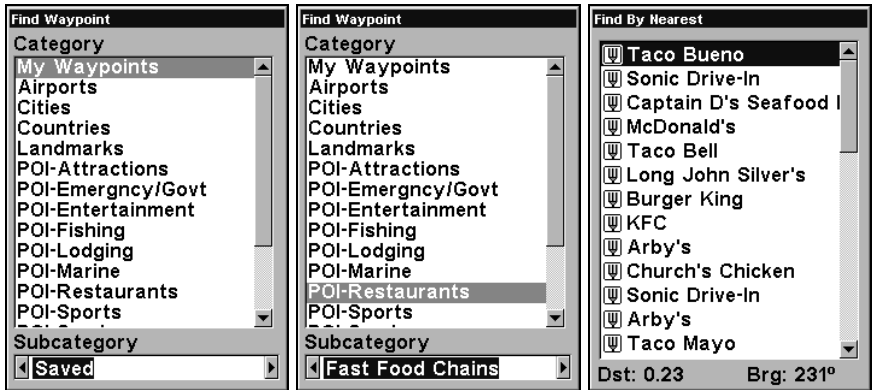 Find Waypoint
Category
My Waypoints
Airports
Cities
Countries
Landmarks
POI-Attractions
POI-Emergncy/Govt
POI-Entertainment
POI-Fishing
POI-Lodging
POI-Marine
POI-Restaurants
POI-Sports
Subcategory
Saved
Find Waypoint
Category
My Waypoints
Airports
Cities
Countries
Landmarks
POI-Attractions
POI-Emergncy/Govt
POI-Entertainment
POI-Fishing
POI-Lodging
POI-Marine
POI-Restaurants
POI-Sports
Subcategory
Fast Food Chains
Find By Nearest
Taco Bueno
Sonic Drive-In
Captain D's Seafood
McDonald's
Taco Bell
Long John Silver's
Burger King
KFC
Arby's
Church's Chicken
Sonic Drive-In
Arby's
Taco Mayo
Dst: 0.23 Brg: 231º